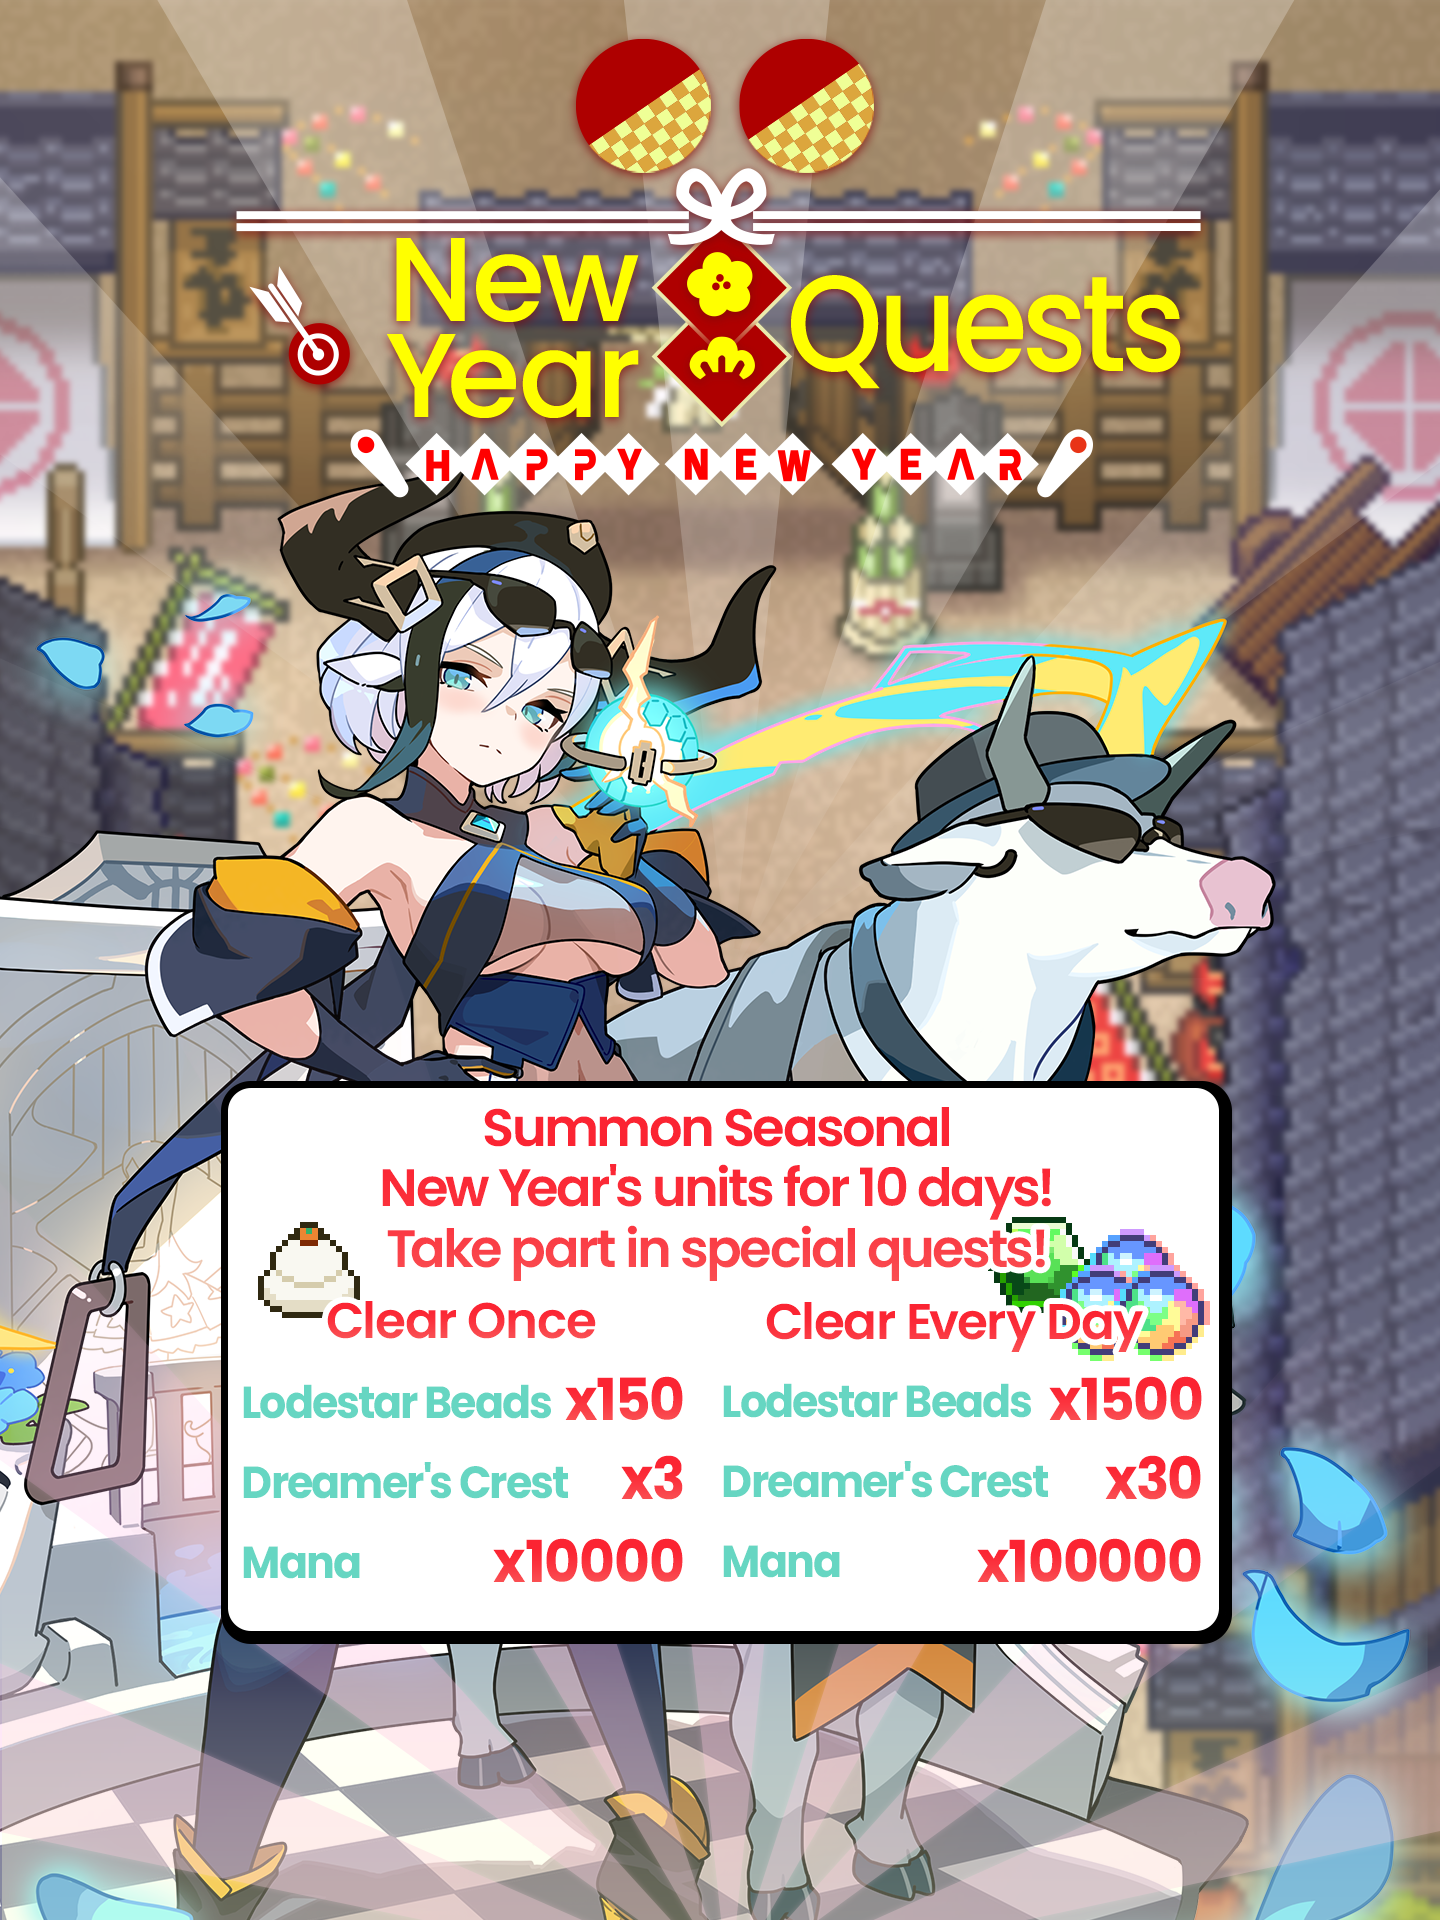 New
Year
Quests
HAPPY NEW YEAR
Summon Seasonal
New Year's units for 10 days!
Take part in special quests!
Clear Once
Lodestar Beads x150
Dreamer's Crest x3
Mana x10000
Clear Every Day
Lodestar Beads x1500
Dreamer's Crest x30
Mana x100000